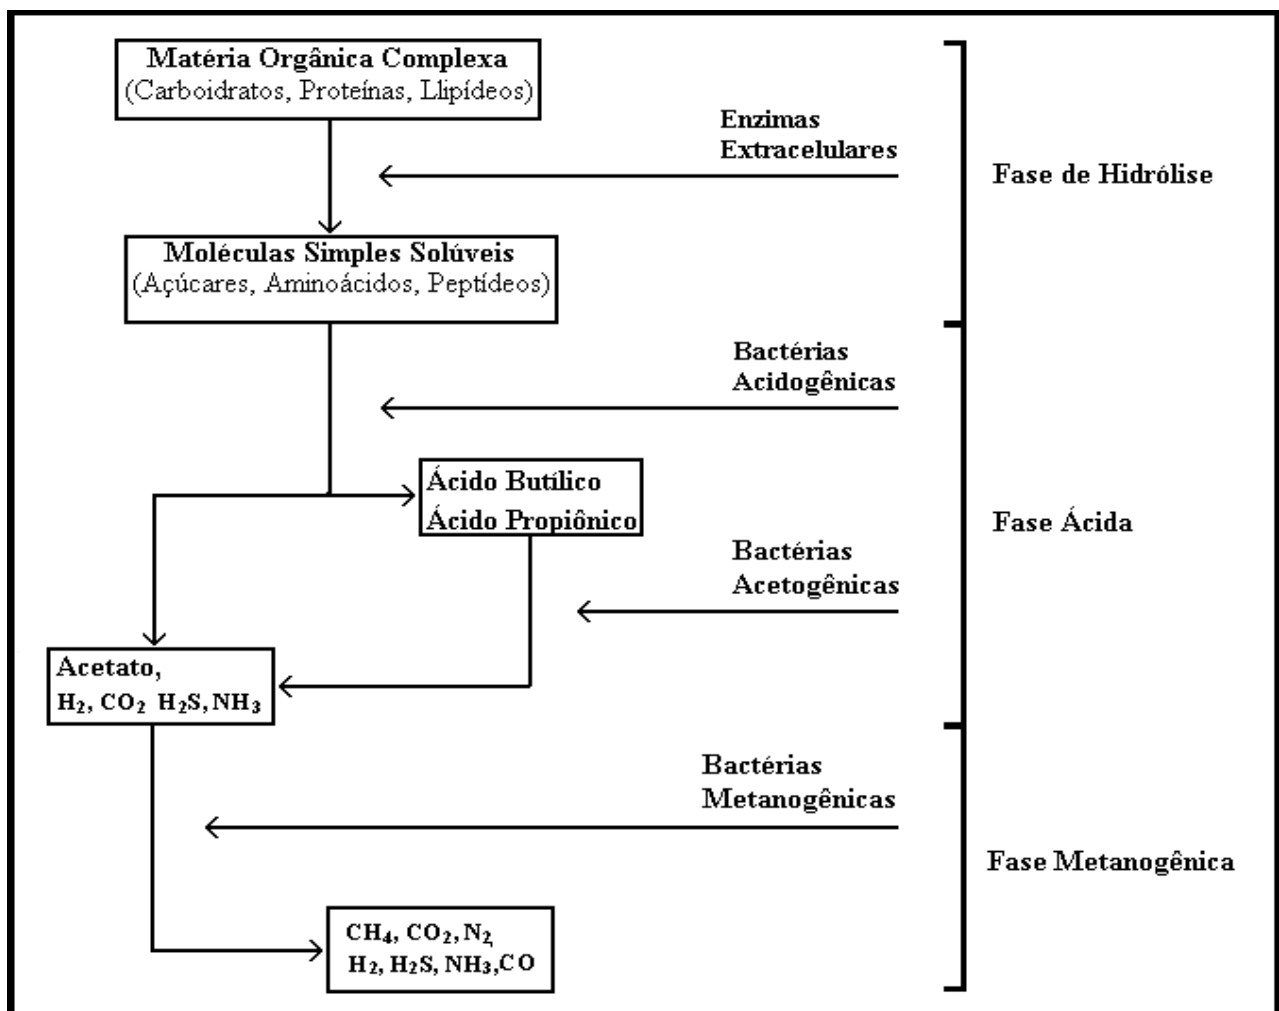 Matéria Orgânica Complexa
(Carboidratos, Proteínas, Llipídeos)
Enzimas
Extracelulares
Fase de Hidrólise
Moléculas Simples Solúveis
(Açúcares, Aminoácidos, Peptídeos)
Bactérias
Acidogênicas
Ácido Butílico
Ácido Propiônico
Fase Ácida
Bactérias
Acetogênicas
Acetato,
H₂, CO₂ H₂S, NH₃
Bactérias
Metanogênicas
Fase Metanogênica
CH₄, CO₂, N₂,
H₂, H₂S, NH₃,CO